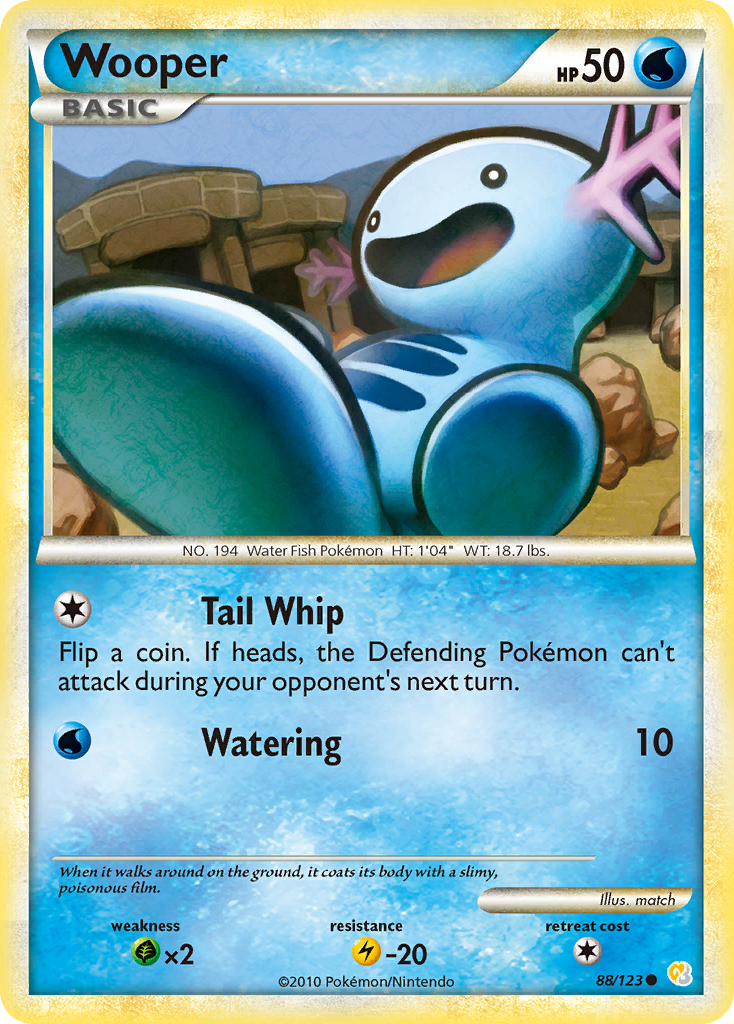 Wooper
HP 50
BASIC
NO. 194 Water Fish Pokémon HT: 1'04" WT: 18.7 lbs.
Tail Whip
Flip a coin. If heads, the Defending Pokémon can't
attack during your opponent's next turn.
Watering 10
When it walks around on the ground, it coats its body with a slimy,
poisonous film.
Illus. match
weakness resistance retreat cost
×2 -20
©2010 Pokémon/Nintendo
88/123